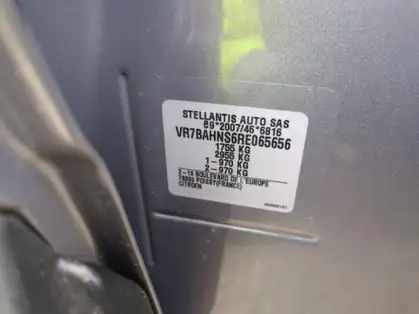 STELLANTIS AUTO SAS
e9*2007/46*6816
VR7BAHNS6RE065656
1755 KG
2955 KG
1-970 KG
2-970 KG
2-10 BOULEVARD DE L'EUROPE
78300 POISSY(FRANCE)
CITROEN